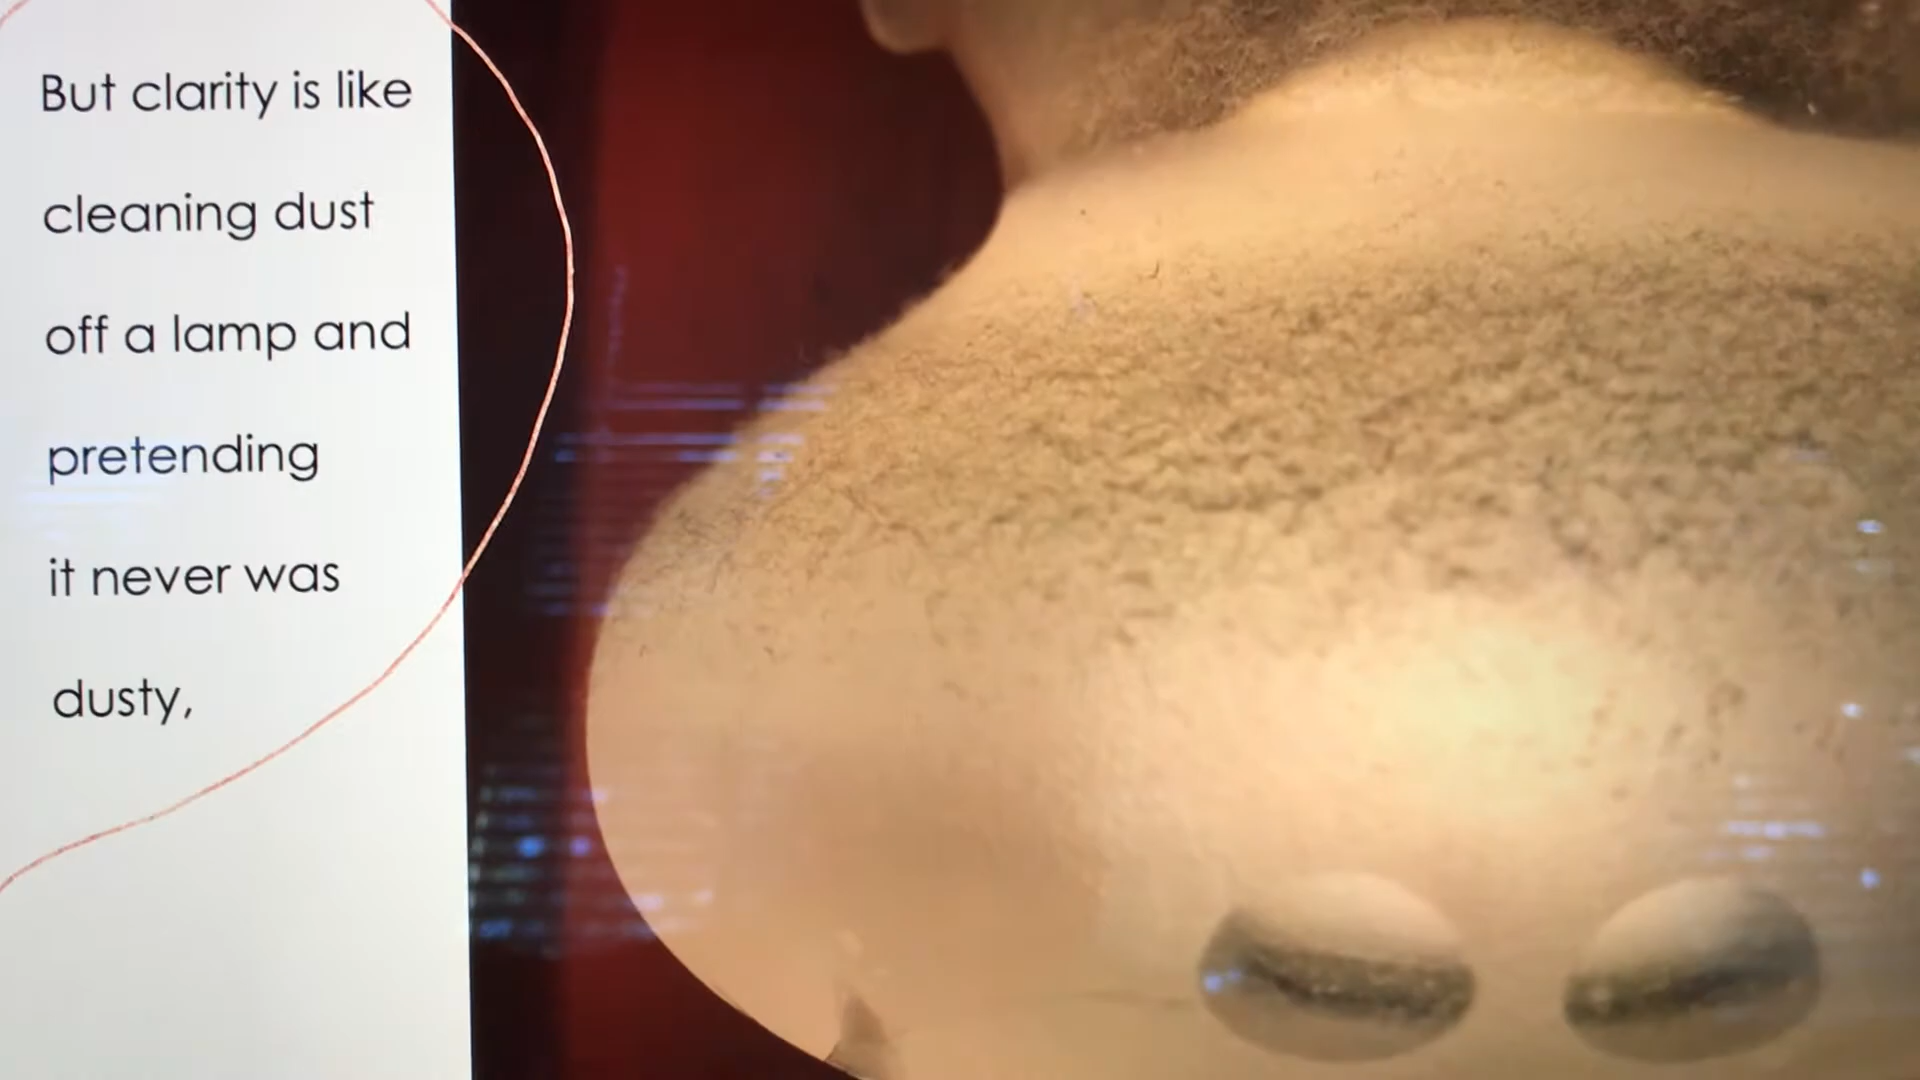 But clarity is like
cleaning dust
off a lamp and
pretending
it never was
dusty,